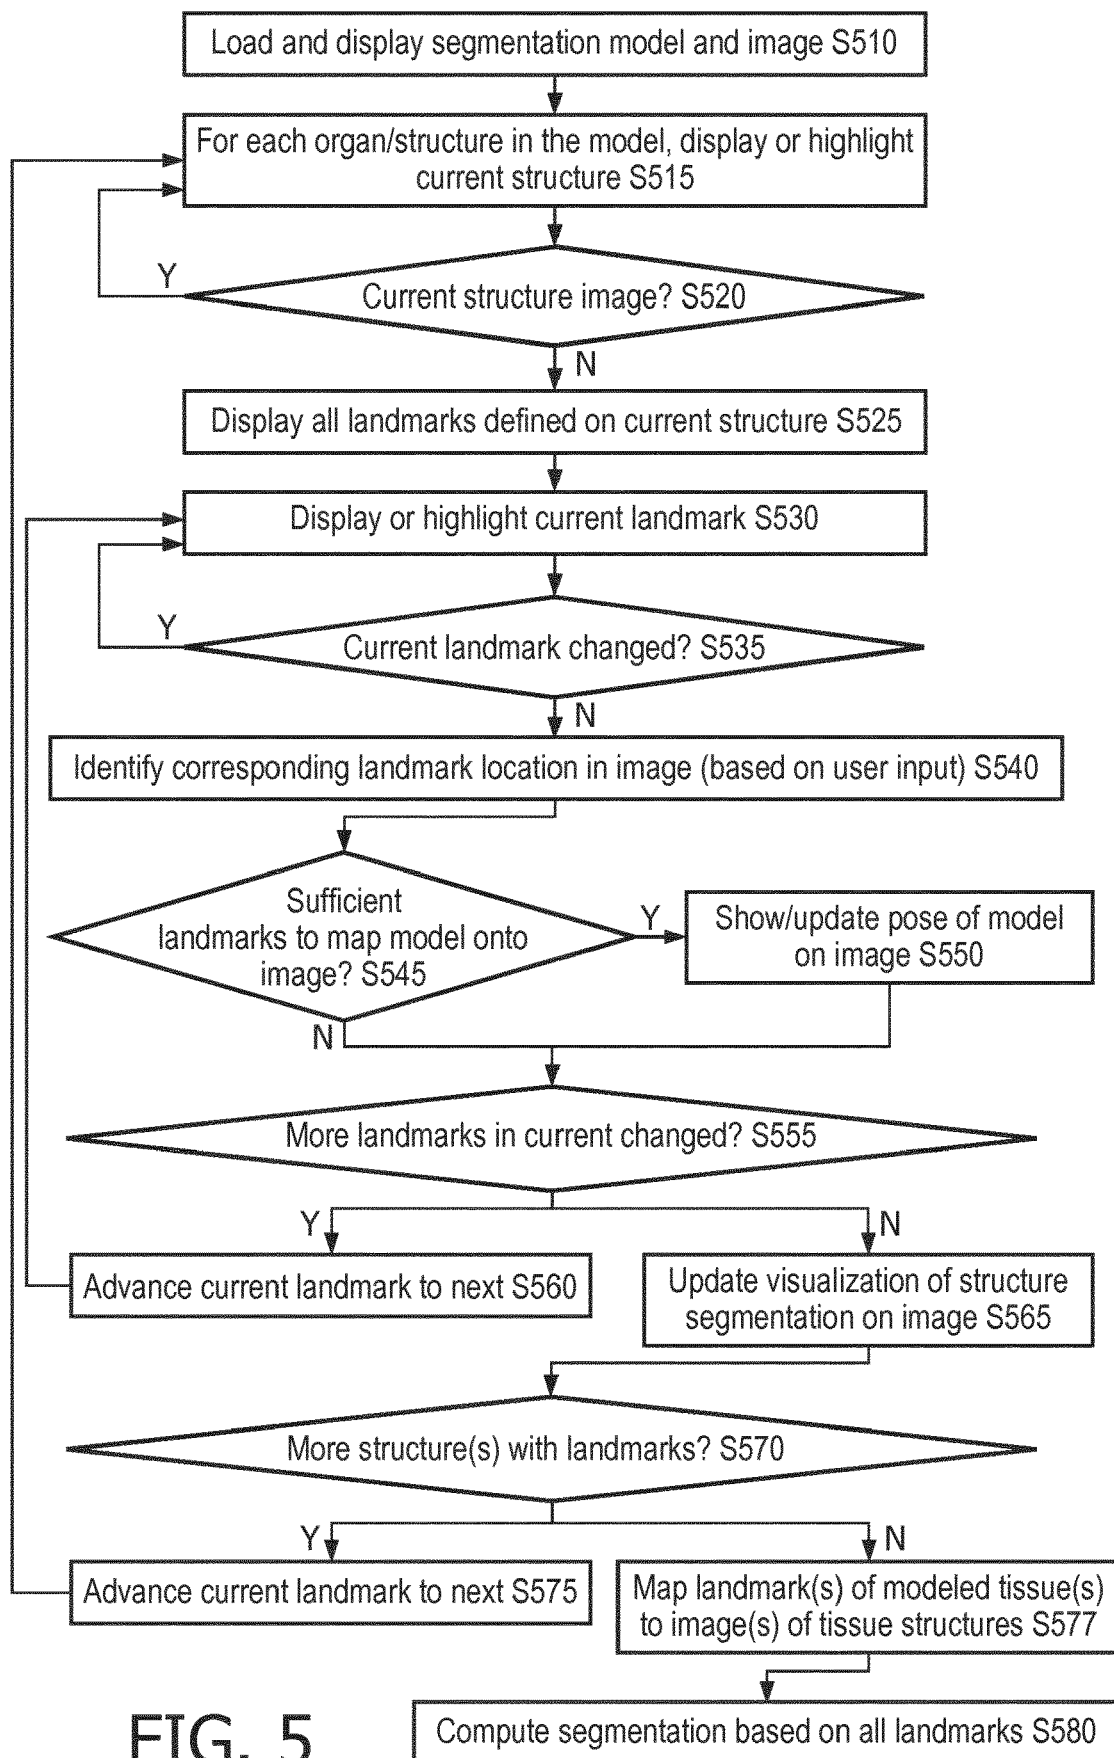 Load and display segmentation model and image S510
For each organ/structure in the model, display or highlight
current structure S515
Y
Current structure image? S520
N
Display all landmarks defined on current structure S525
Display or highlight current landmark S530
Y
Current landmark changed? S535
N
Identify corresponding landmark location in image (based on user input) S540
Sufficient
landmarks to map model onto
image? S545
Y
Show/update pose of model
on image S550
N
More landmarks in current changed? S555
Y
N
Advance current landmark to next S560
Update visualization of structure
segmentation on image S565
More structure(s) with landmarks? S570
Y
N
Advance current landmark to next S575
Map landmark(s) of modeled tissue(s)
to image(s) of tissue structures S577
Compute segmentation based on all landmarks S580
FIG. 5